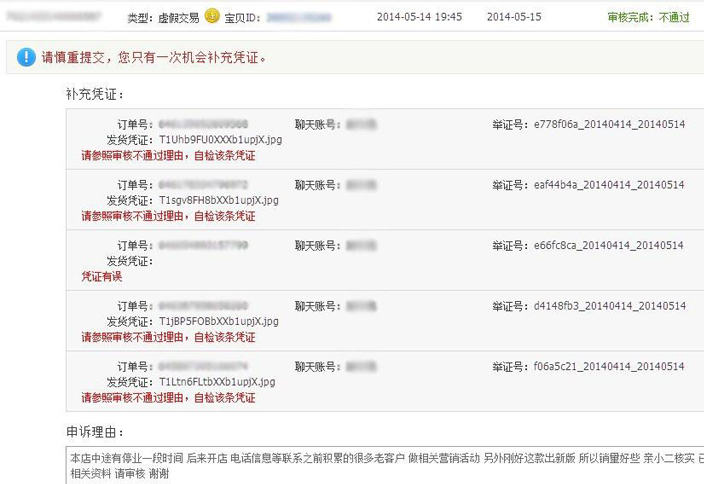 类型：虚假交易 宝贝ID： 2014-05-14 19:45 2014-05-15 审核完成：不通过
请慎重提交，您只有一次机会补充凭证。
补充凭证：
订单号： 聊天账号： 举证号：e778f06a_20140414_20140514
发货凭证：T1Uhb9FU0XXXb1upjX.jpg
请参照审核不通过理由，自检该条凭证
订单号： 聊天账号： 举证号：eaf44b4a_20140414_20140514
发货凭证：T1sgv8FH8bXXb1upjX.jpg
请参照审核不通过理由，自检该条凭证
订单号： 聊天账号： 举证号：e66fc8ca_20140414_20140514
发货凭证：
凭证有误
订单号： 聊天账号： 举证号：d4148fb3_20140414_20140514
发货凭证：T1jBP5FOBbXXb1upjX.jpg
请参照审核不通过理由，自检该条凭证
订单号： 聊天账号： 举证号：f06a5c21_20140414_20140514
发货凭证：T1Ltn6FLtbXXb1upjX.jpg
请参照审核不通过理由，自检该条凭证
申诉理由：
本店中途有停业一段时间 后来开店 电话信息等联系之前积累的很多老客户 做相关营销活动 另外刚好这款出新版 所以销量好些 亲小二核实 已
相关资料 请审核 谢谢